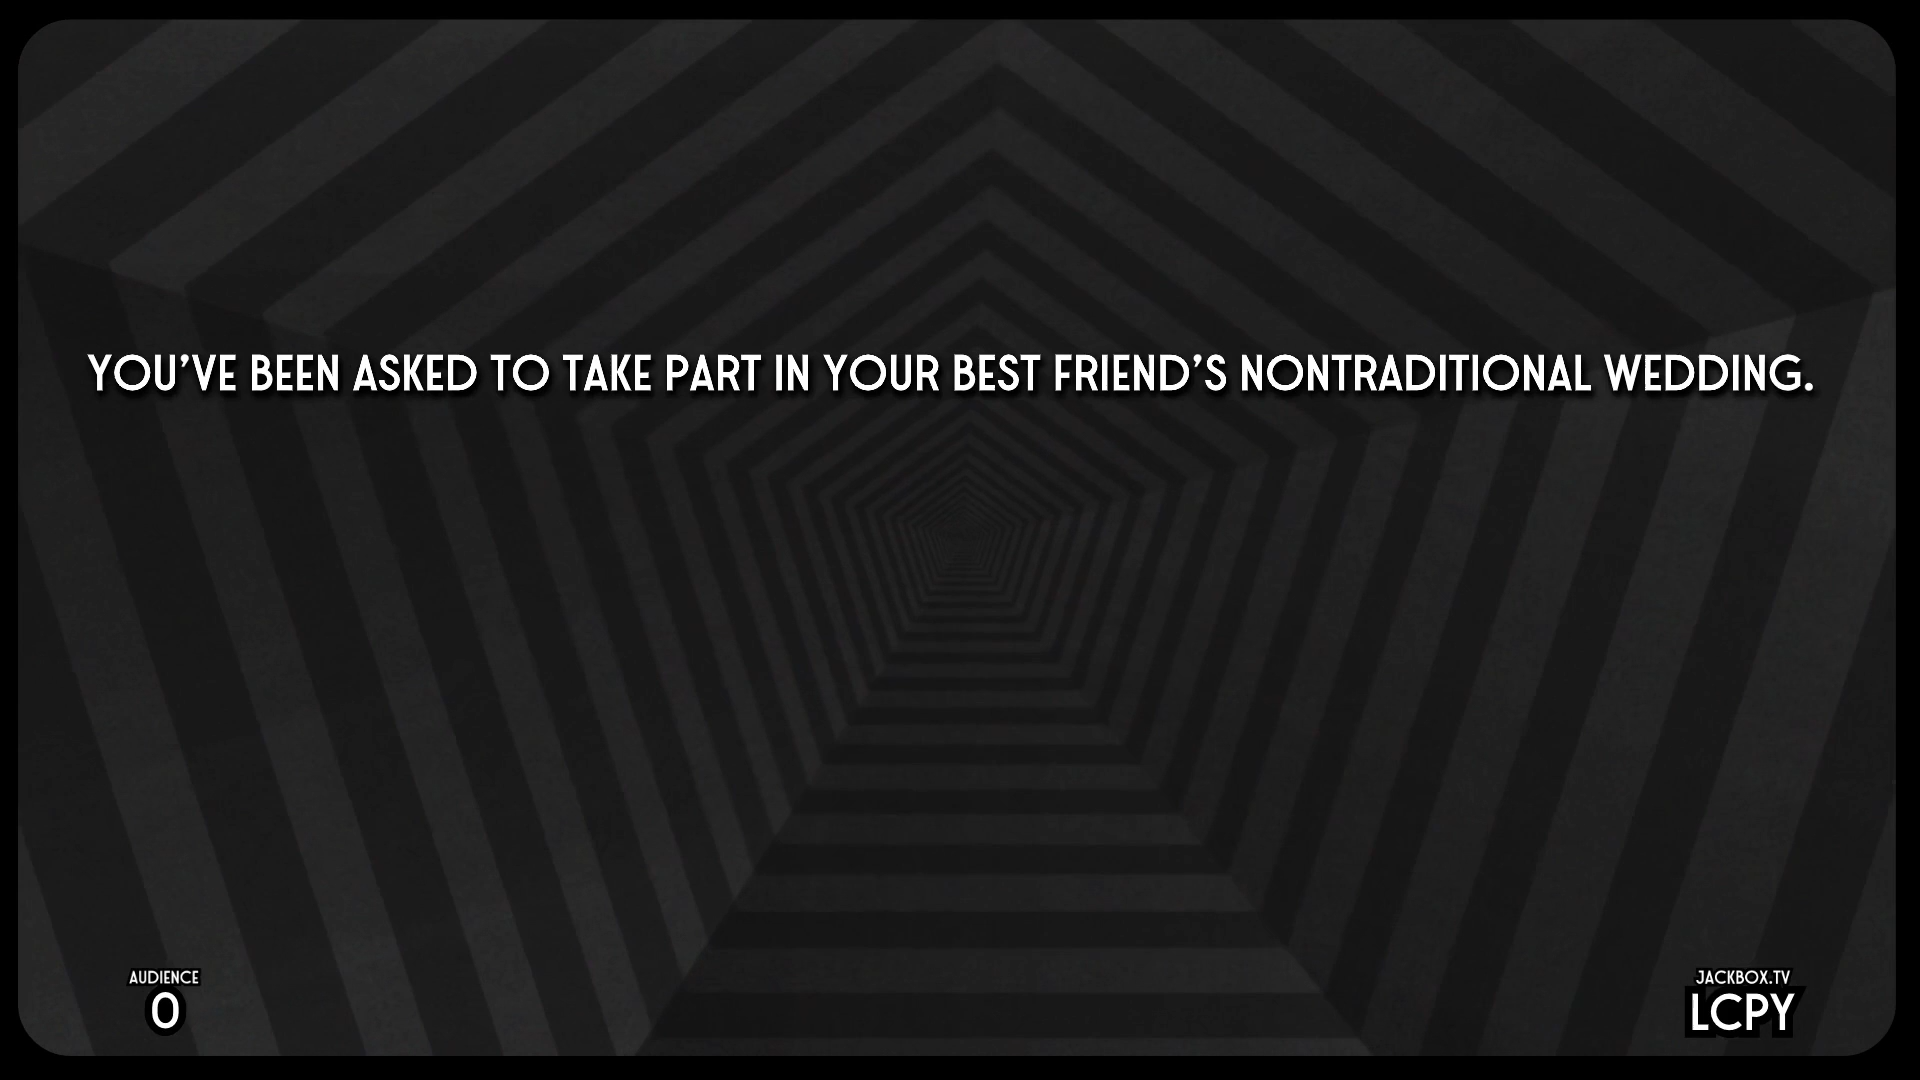 YOU'VE BEEN ASKED TO TAKE PART IN YOUR BEST FRIEND'S NONTRADITIONAL WEDDING.
AUDIENCE
0
JACKBOX.TV
LCPY